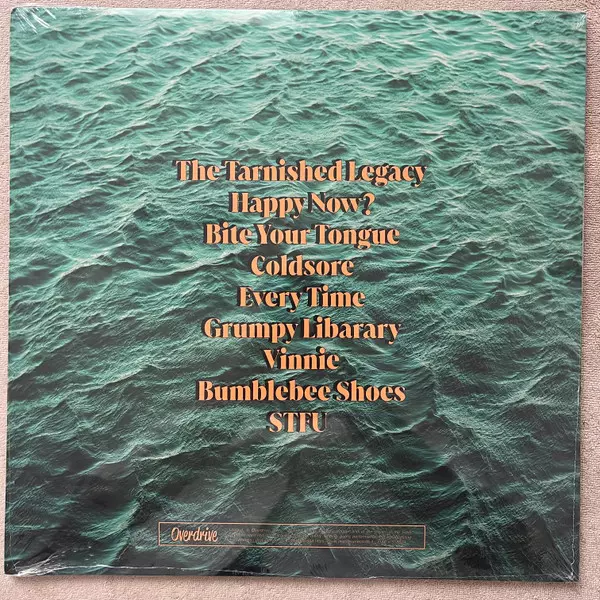 The Tarnished Legacy
Happy Now?
Bite Your Tongue
Coldsore
Every Time
Grumpy Libarary
Vinnie
Bumblebee Shoes
STFU
Overdrive